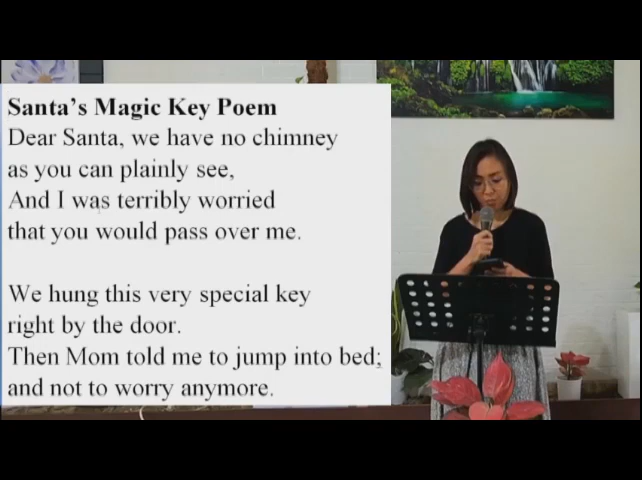 Santa's Magic Key Poem
Dear Santa, we have no chimney
as you can plainly see,
And I was terribly worried
that you would pass over me.
We hung this very special key
right by the door.
Then Mom told me to jump into bed;
and not to worry anymore.